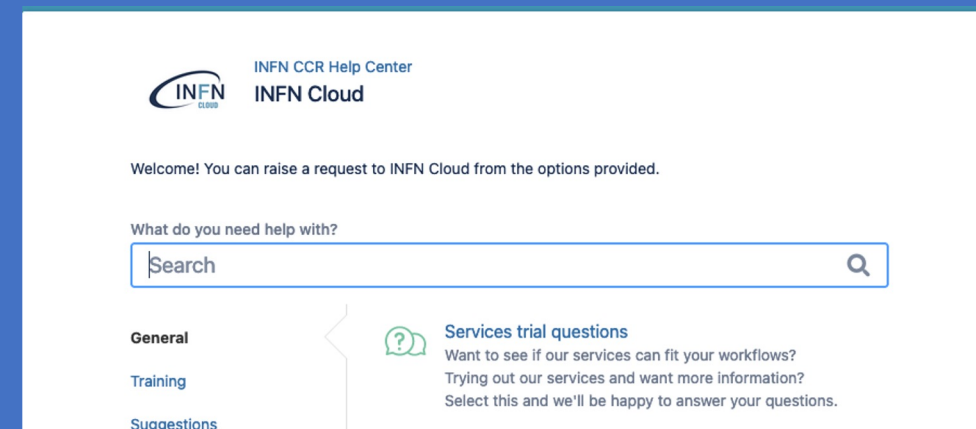 INFN CCR Help Center
INFN
CLOUD
INFN Cloud
Welcome! You can raise a request to INFN Cloud from the options provided.
What do you need help with?
Search
General
Training
Suggestions
Services trial questions
Want to see if our services can fit your workflows?
Trying out our services and want more information?
Select this and we'll be happy to answer your questions.